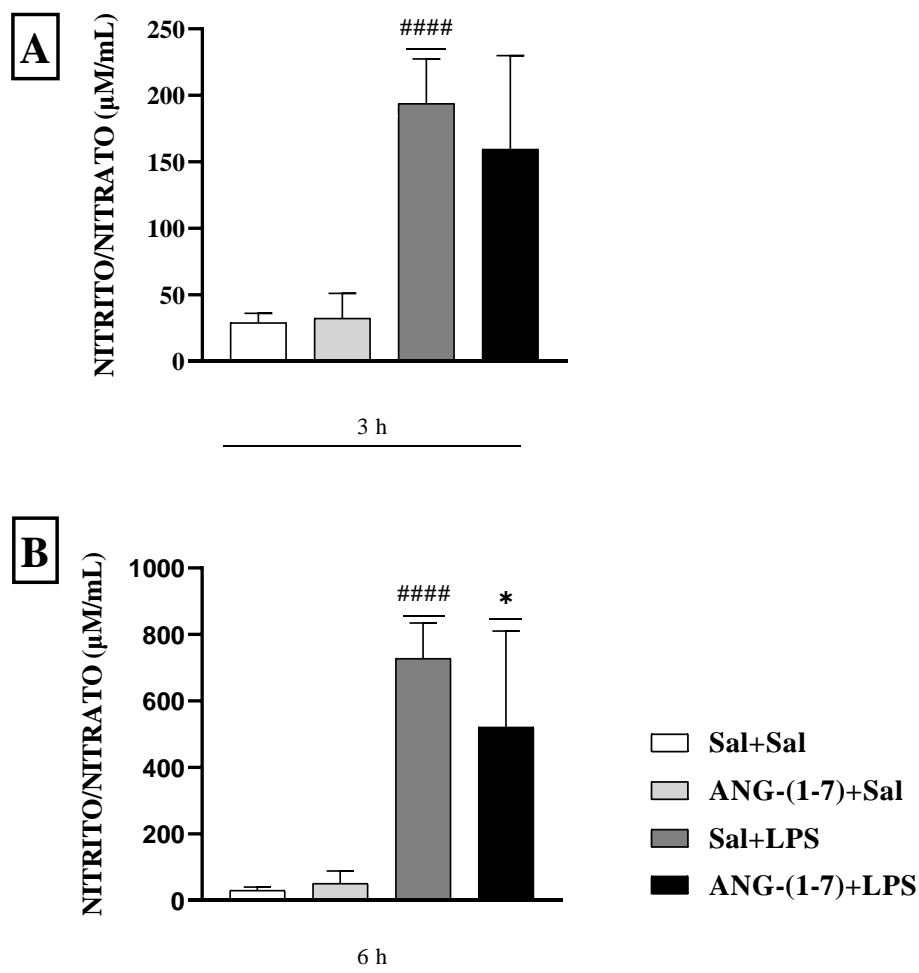 A
NITRITO/NITRATO (µM/mL)
250
200
150
100
50
0
####
3 h
B
NITRITO/NITRATO (µM/mL)
1000
800
600
400
200
0
####
*
6 h
Sal+Sal
ANG-(1-7)+Sal
Sal+LPS
ANG-(1-7)+LPS